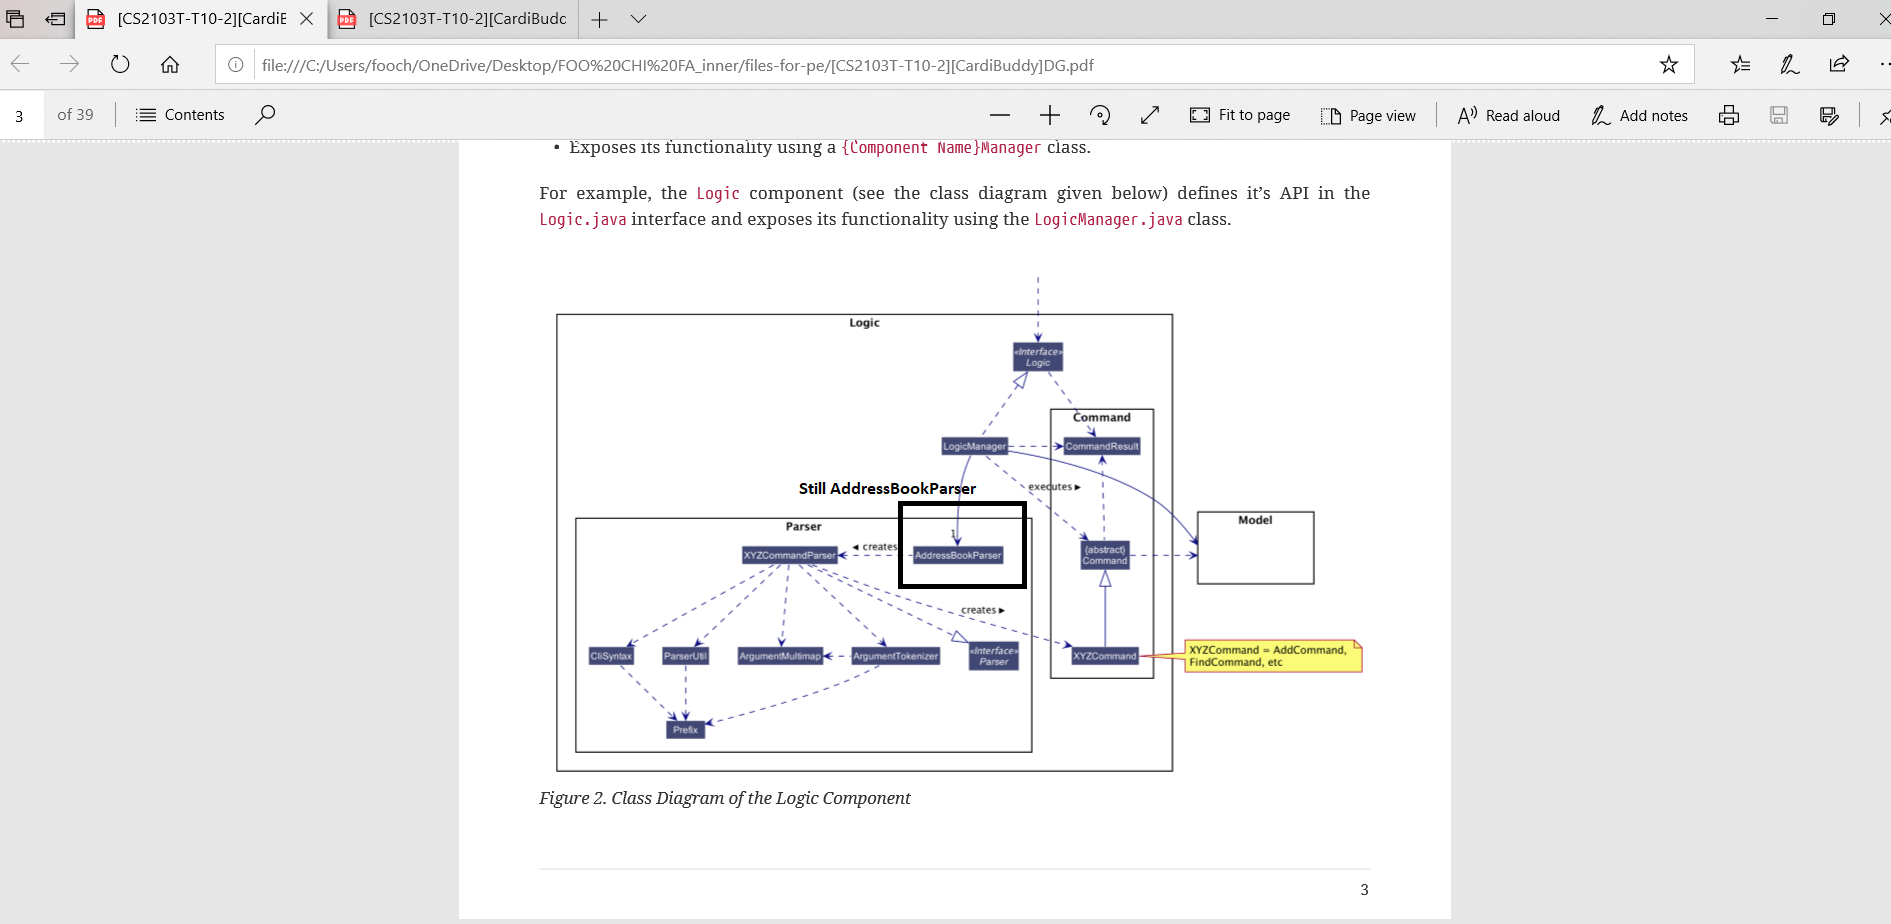 [CS2103T-T10-2][CardiE
[CS2103T-T10-2][CardiBudc
file:///C:/Users/fooch/OneDrive/Desktop/FOO%20CHI%20FA_inner/files-for-pe/[CS2103T-T10-2][CardiBuddy]DG.pdf
3 of 39 Contents Fit to page Page view Read aloud Add notes
• Exposes its functionality using a {Component Name}Manager class.
For example, the Logic component (see the class diagram given below) defines it's API in the
Logic.java interface and exposes its functionality using the LogicManager.java class.
Logic
«Interface»
Logic
Command
LogicManager
CommandResult
Still AddressBookParser
executes ▶
Parser
Model
1
XYZCommandParser
◀ creates
AddressBookParser
{abstract}
Command
creates ▶
CliSyntax
ParserUtil
ArgumentMultimap
ArgumentTokenizer
«Interface»
Parser
XYZCommand
XYZCommand = AddCommand,
FindCommand, etc
Prefix
Figure 2. Class Diagram of the Logic Component
3